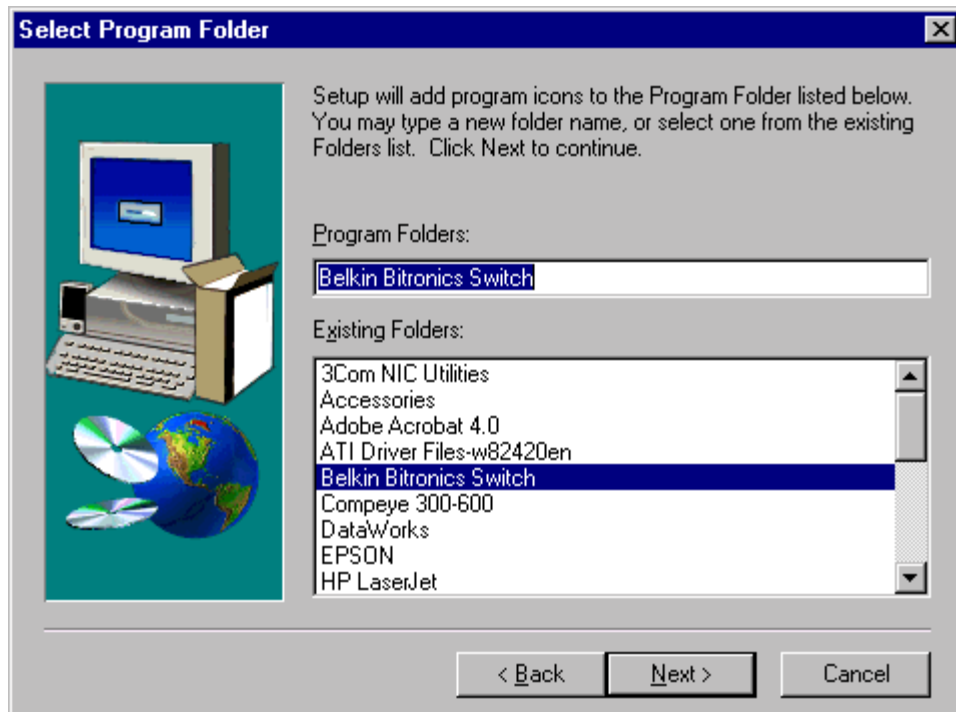 Select Program Folder
Setup will add program icons to the Program Folder listed below.
You may type a new folder name, or select one from the existing
Folders list.  Click Next to continue.
Program Folders:
Belkin Bitronics Switch
Existing Folders:
3Com NIC Utilities
Accessories
Adobe Acrobat 4.0
ATI Driver Files-w82420en
Belkin Bitronics Switch
Compeye 300-600
DataWorks
EPSON
HP LaserJet
< Back
Next >
Cancel